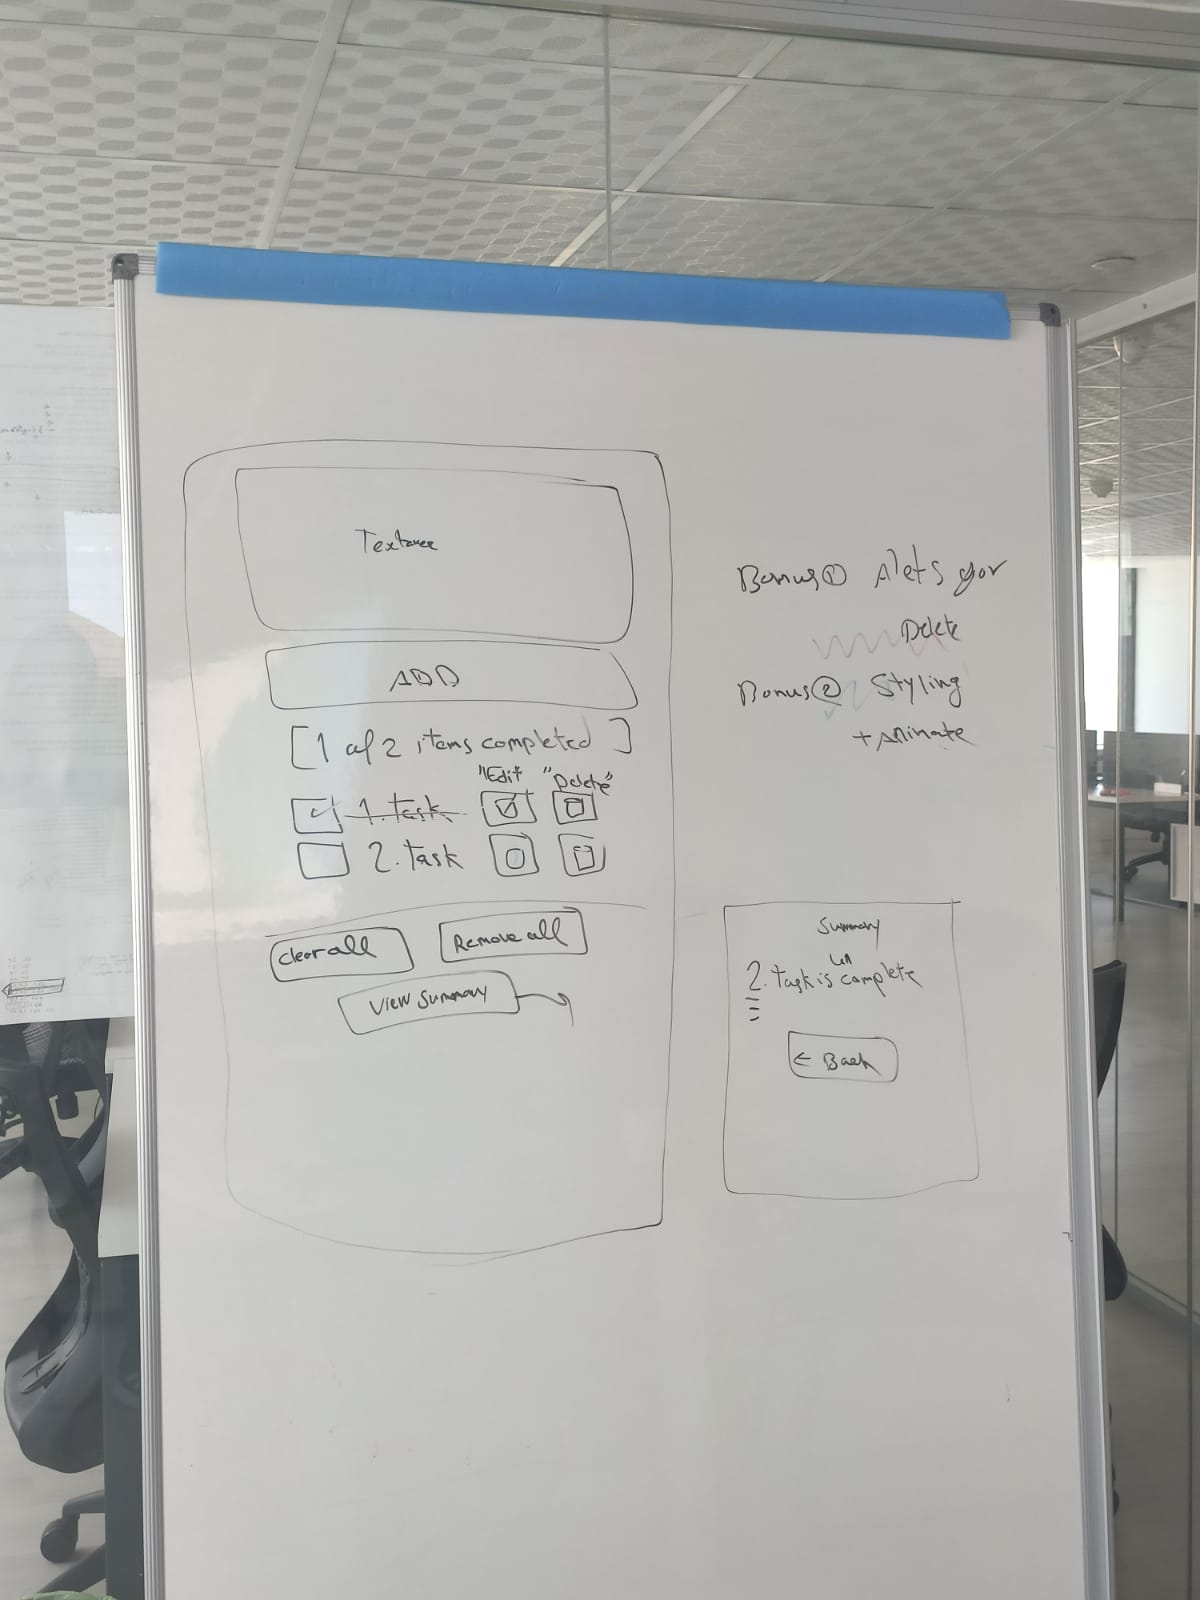 Textarea
ADD
[1 of 2 items completed]
"Edit" "Delete"
1. task
2. task
Clear all
Remove all
View Summary
Bonus① Alets for
Delete
Bonus② Styling
+ Animate
Summary
un
2. task is complete
← Back